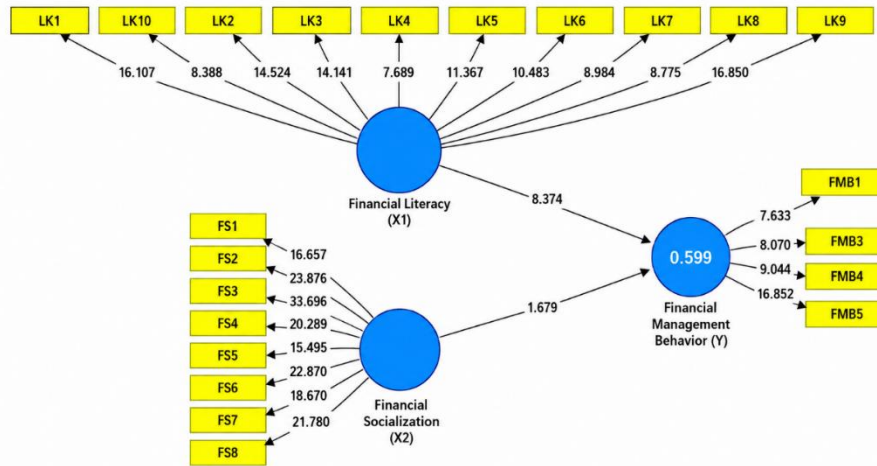 LK1 LK10 LK2 LK3 LK4 LK5 LK6 LK7 LK8 LK9
16.107 8.388 14.524 14.141 7.689 11.367 10.483 8.984 8.775 16.850
Financial Literacy
(X1)
8.374
FMB1
7.633
FMB3
8.070
FMB4
9.044
FMB5
16.852
0.599
Financial
Management
Behavior (Y)
1.679
FS1
16.657
FS2
23.876
FS3
33.696
FS4
20.289
FS5
15.495
FS6
22.870
FS7
18.670
FS8
21.780
Financial
Socialization
(X2)